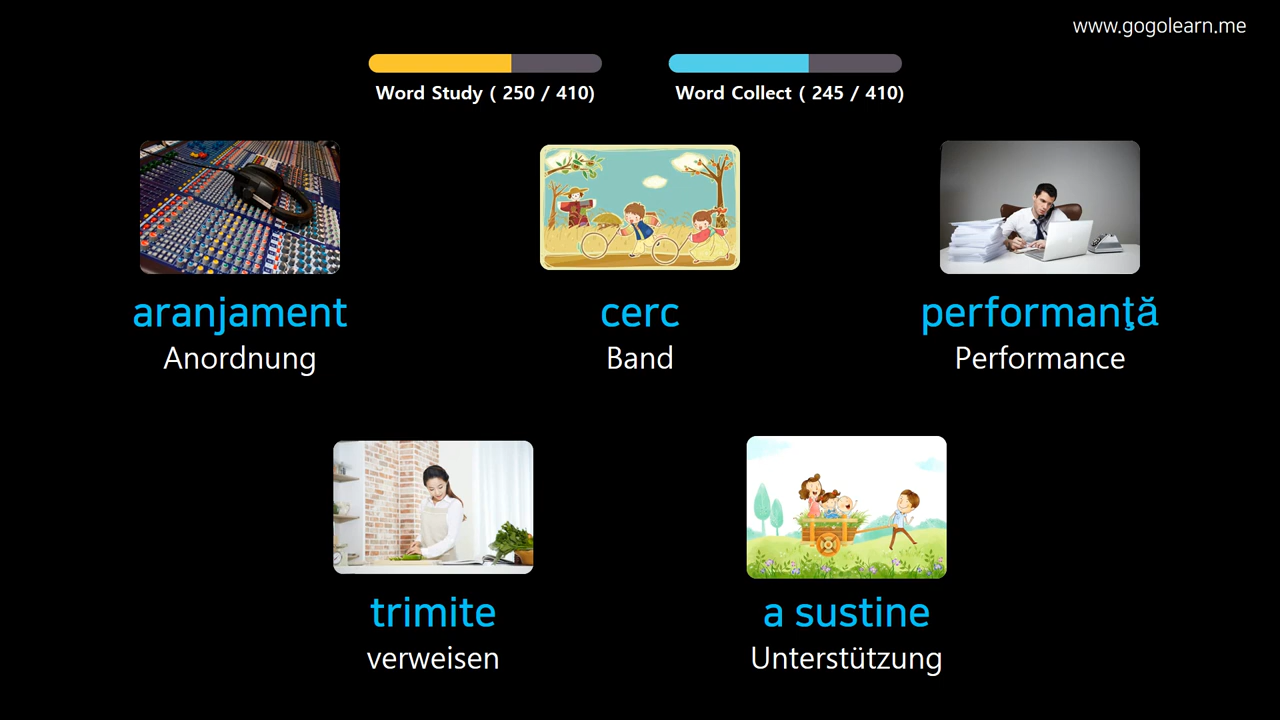 www.gogolearn.me
Word Study ( 250 / 410)
Word Collect ( 245 / 410)
aranjament
Anordnung
cerc
Band
performanţă
Performance
trimite
verweisen
a sustine
Unterstützung